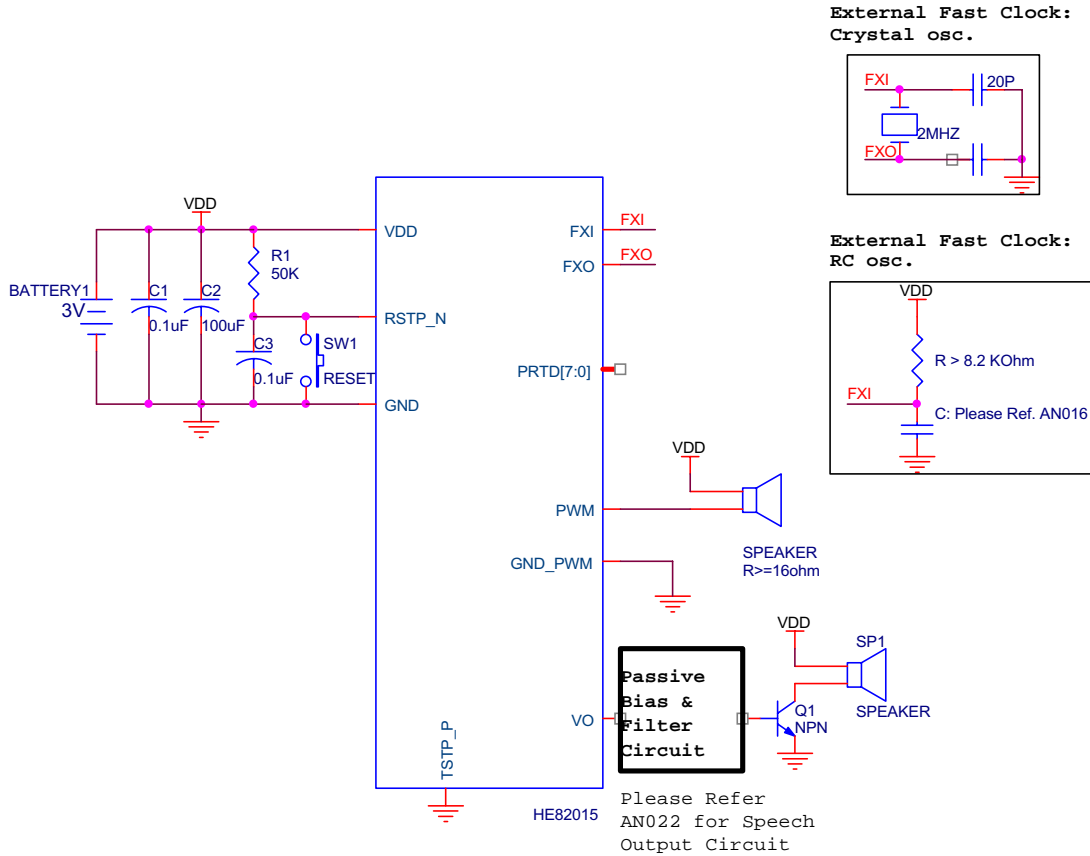 External Fast Clock:
Crystal osc.
FXI
20P
2MHZ
FXO
VDD
VDD
FXI
FXI
FXO
FXO
R1
50K
BATTERY1
3V
C1
0.1uF
C2
100uF
RSTP_N
C3
0.1uF
SW1
RESET
GND
PRTD[7:0]
External Fast Clock:
RC osc.
VDD
R > 8.2 KOhm
FXI
C: Please Ref. AN016
VDD
PWM
SPEAKER
R>=16ohm
GND_PWM
VDD
SP1
SPEAKER
Passive
Bias &
Filter
Circuit
VO
Q1
NPN
TSTP_P
HE82015
Please Refer
AN022 for Speech
Output Circuit